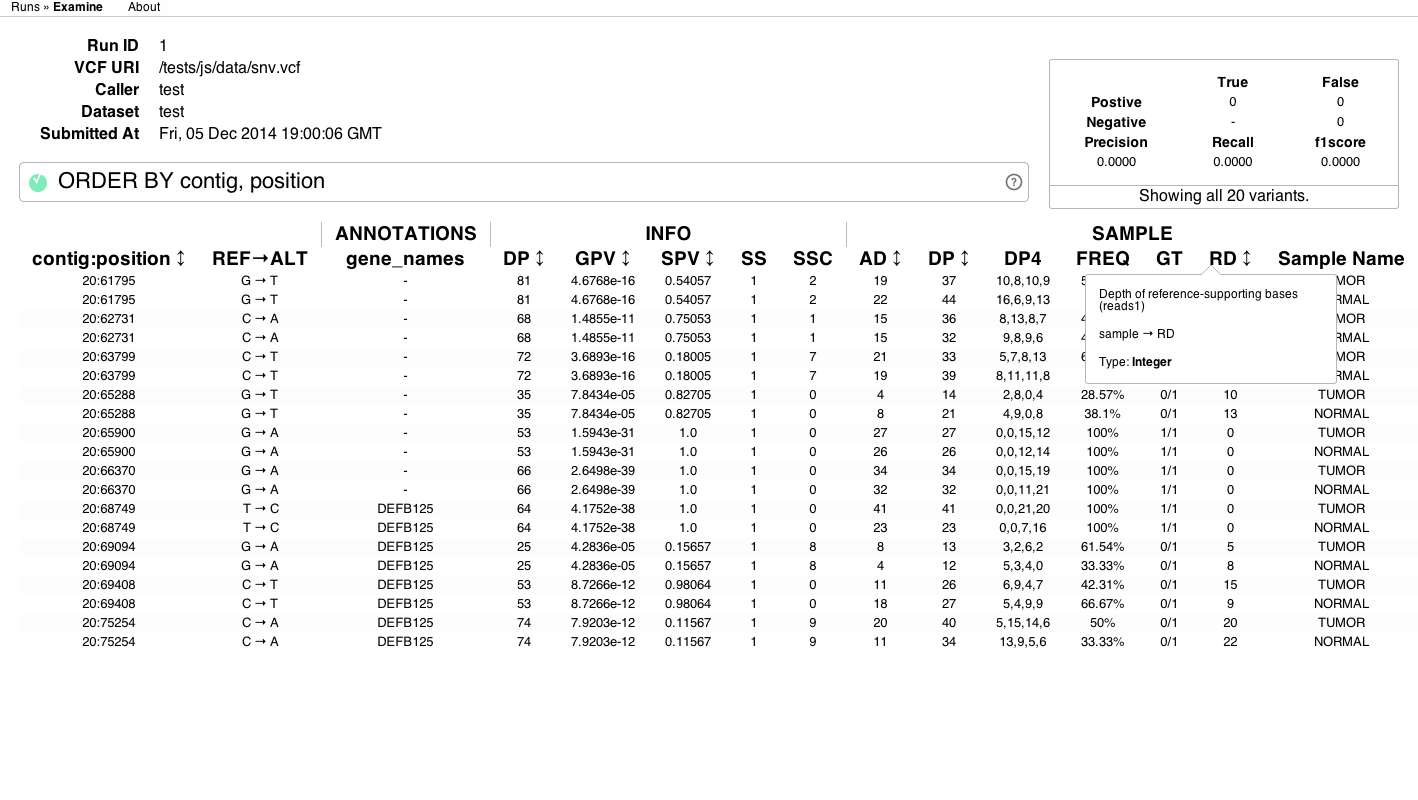 Runs » Examine About
Run ID 1
VCF URI /tests/js/data/snv.vcf
Caller test
Dataset test
Submitted At Fri, 05 Dec 2014 19:00:06 GMT
True False
Postive 0 0
Negative - 0
Precision Recall f1score
0.0000 0.0000 0.0000
Showing all 20 variants.
ORDER BY contig, position ?
ANNOTATIONS INFO SAMPLE
contig:position ↕ REF→ALT gene_names DP ↕ GPV ↕ SPV ↕ SS SSC AD ↕ DP ↕ DP4 FREQ GT RD ↕ Sample Name
20:61795 G → T - 81 4.6768e-16 0.54057 1 2 19 37 10,8,10,9 MOR
20:61795 G → T - 81 4.6768e-16 0.54057 1 2 22 44 16,6,9,13 RMAL
20:62731 C → A - 68 1.4855e-11 0.75053 1 1 15 36 8,13,8,7 MOR
20:62731 C → A - 68 1.4855e-11 0.75053 1 1 15 32 9,8,9,6 RMAL
20:63799 C → T - 72 3.6893e-16 0.18005 1 7 21 33 5,7,8,13 MOR
20:63799 C → T - 72 3.6893e-16 0.18005 1 7 19 39 8,11,11,8 RMAL
Depth of reference-supporting bases
(reads1)
sample → RD
Type: Integer
20:65288 G → T - 35 7.8434e-05 0.82705 1 0 4 14 2,8,0,4 28.57% 0/1 10 TUMOR
20:65288 G → T - 35 7.8434e-05 0.82705 1 0 8 21 4,9,0,8 38.1% 0/1 13 NORMAL
20:65900 G → A - 53 1.5943e-31 1.0 1 0 27 27 0,0,15,12 100% 1/1 0 TUMOR
20:65900 G → A - 53 1.5943e-31 1.0 1 0 26 26 0,0,12,14 100% 1/1 0 NORMAL
20:66370 G → A - 66 2.6498e-39 1.0 1 0 34 34 0,0,15,19 100% 1/1 0 TUMOR
20:66370 G → A - 66 2.6498e-39 1.0 1 0 32 32 0,0,11,21 100% 1/1 0 NORMAL
20:68749 T → C DEFB125 64 4.1752e-38 1.0 1 0 41 41 0,0,21,20 100% 1/1 0 TUMOR
20:68749 T → C DEFB125 64 4.1752e-38 1.0 1 0 23 23 0,0,7,16 100% 1/1 0 NORMAL
20:69094 G → A DEFB125 25 4.2836e-05 0.15657 1 8 8 13 3,2,6,2 61.54% 0/1 5 TUMOR
20:69094 G → A DEFB125 25 4.2836e-05 0.15657 1 8 4 12 5,3,4,0 33.33% 0/1 8 NORMAL
20:69408 C → T DEFB125 53 8.7266e-12 0.98064 1 0 11 26 6,9,4,7 42.31% 0/1 15 TUMOR
20:69408 C → T DEFB125 53 8.7266e-12 0.98064 1 0 18 27 5,4,9,9 66.67% 0/1 9 NORMAL
20:75254 C → A DEFB125 74 7.9203e-12 0.11567 1 9 20 40 5,15,14,6 50% 0/1 20 TUMOR
20:75254 C → A DEFB125 74 7.9203e-12 0.11567 1 9 11 34 13,9,5,6 33.33% 0/1 22 NORMAL